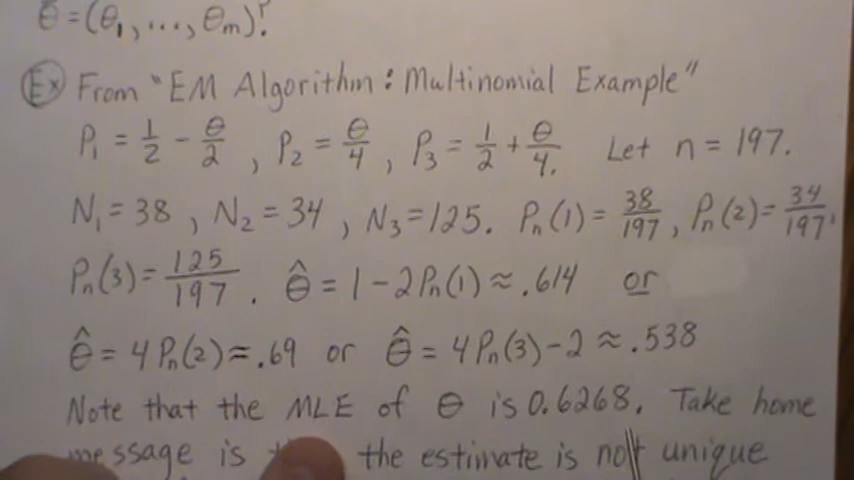 θ = (θ₁, ..., θm)?
Ex From "EM Algorithm: Multinomial Example"
P₁ = 1/2 - θ/2, P₂ = θ/4, P₃ = 1/2 + θ/4. Let n = 197.
N₁ = 38, N₂ = 34, N₃ = 125. Pn(1) = 38/197, Pn(2) = 34/197,
Pn(3) = 125/197. θ̂ = 1 - 2Pn(1) ≈ .614 or
θ̂ = 4Pn(2) ≈ .69 or θ̂ = 4Pn(3) - 2 ≈ .538
Note that the MLE of θ is 0.6268. Take home
message is the estimate is not unique